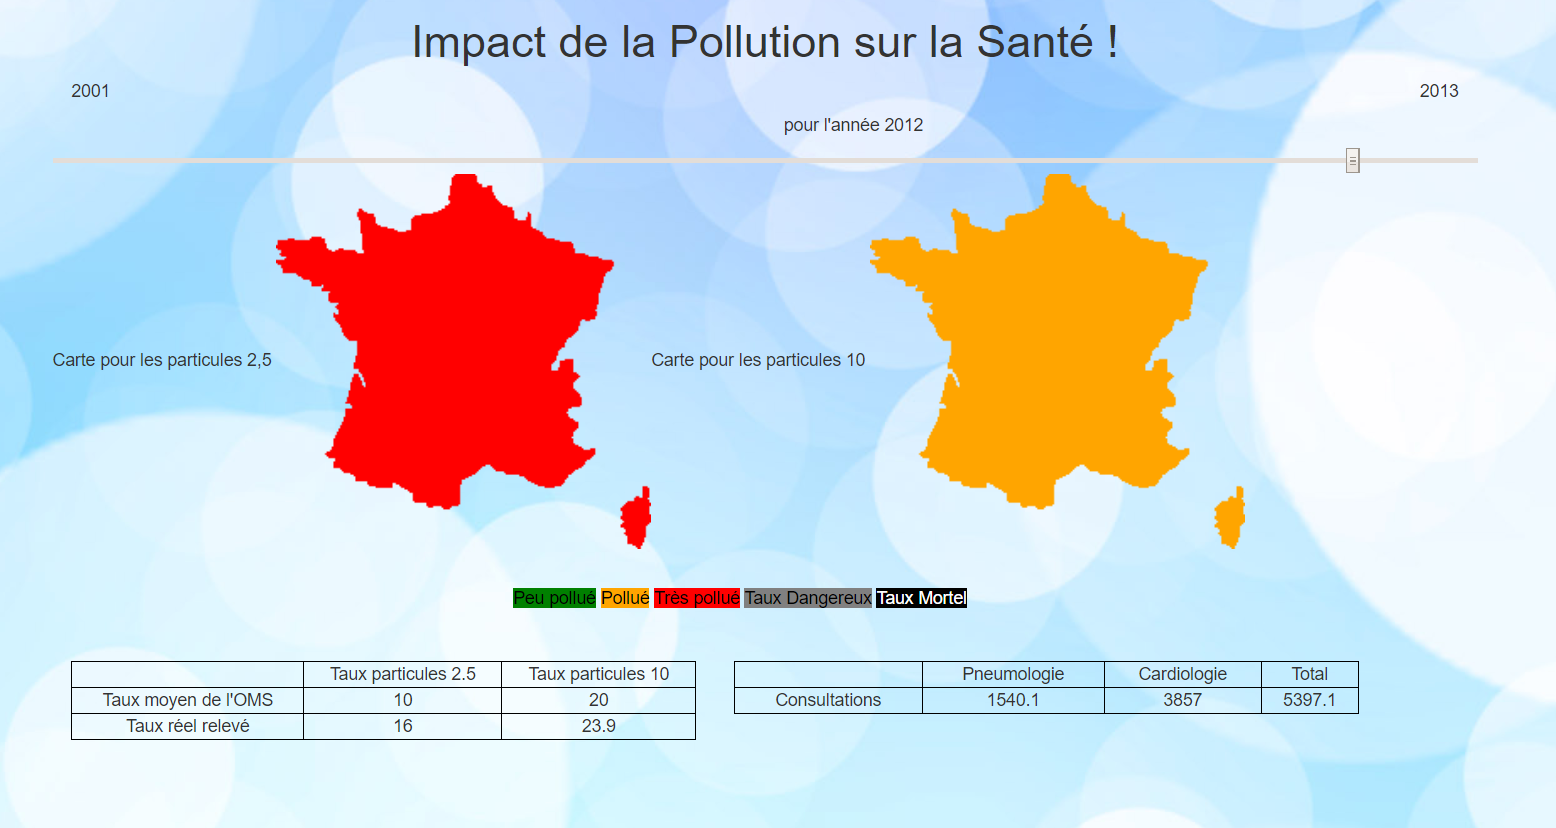 Impact de la Pollution sur la Santé !
2001 2013
pour l'année 2012
Carte pour les particules 2,5 Carte pour les particules 10
Peu pollué Pollué Très pollué Taux Dangereux Taux Mortel
Taux particules 2.5 Taux particules 10
Taux moyen de l'OMS 10 20
Taux réel relevé 16 23.9
Pneumologie Cardiologie Total
Consultations 1540.1 3857 5397.1